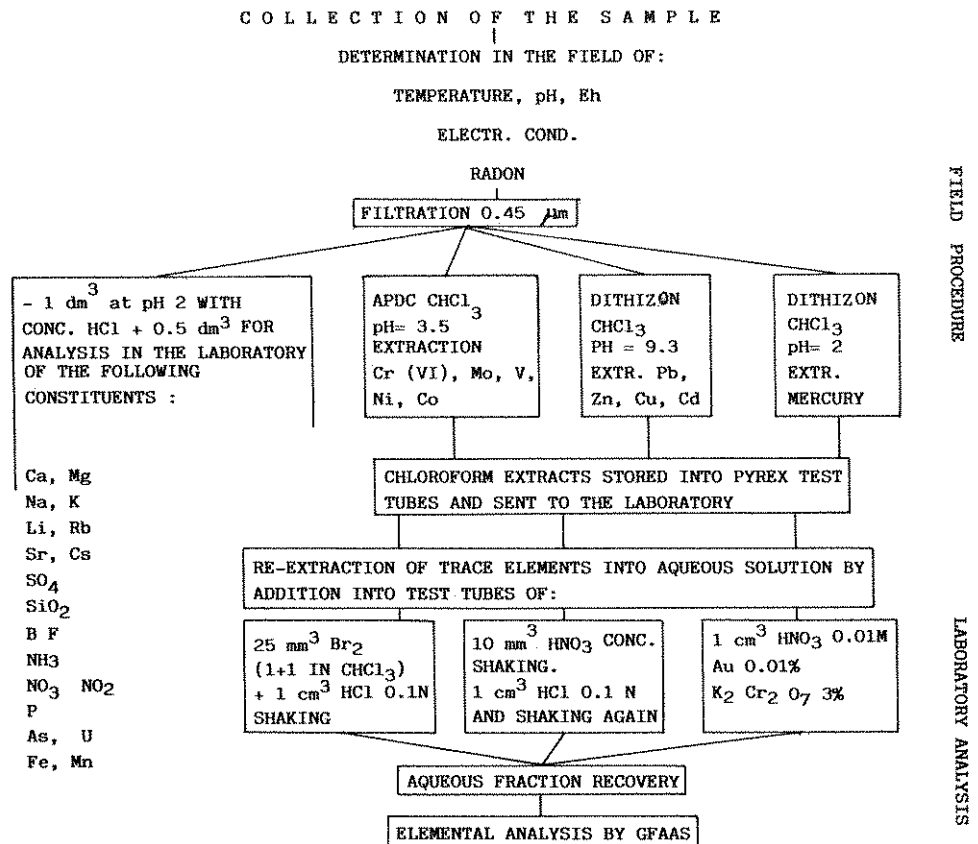 COLLECTION OF THE SAMPLE
DETERMINATION IN THE FIELD OF:
TEMPERATURE, pH, Eh
ELECTR. COND.
RADON
FILTRATION 0.45 µm
FIELD PROCEDURE
- 1 dm³ at pH 2 WITH
CONC. HCl + 0.5 dm³ FOR
ANALYSIS IN THE LABORATORY
OF THE FOLLOWING
CONSTITUENTS :
APDC CHCl₃
pH= 3.5
EXTRACTION
Cr (VI), Mo, V,
Ni, Co
DITHIZON
CHCl₃
PH = 9.3
EXTR. Pb,
Zn, Cu, Cd
DITHIZON
CHCl₃
pH= 2
EXTR.
MERCURY
Ca, Mg
Na, K
Li, Rb
Sr, Cs
SO₄
SiO₂
B F
NH3
NO₃ NO₂
P
As, U
Fe, Mn
CHLOROFORM EXTRACTS STORED INTO PYREX TEST
TUBES AND SENT TO THE LABORATORY
RE-EXTRACTION OF TRACE ELEMENTS INTO AQUEOUS SOLUTION BY
ADDITION INTO TEST TUBES OF:
25 mm³ Br₂
(1+1 IN CHCl₃)
+ 1 cm³ HCl 0.1N
SHAKING
10 mm³ HNO₃ CONC.
SHAKING.
1 cm³ HCl 0.1 N
AND SHAKING AGAIN
1 cm³ HNO₃ 0.01M
Au 0.01%
K₂ Cr₂ O₇ 3%
LABORATORY ANALYSIS
AQUEOUS FRACTION RECOVERY
ELEMENTAL ANALYSIS BY GFAAS